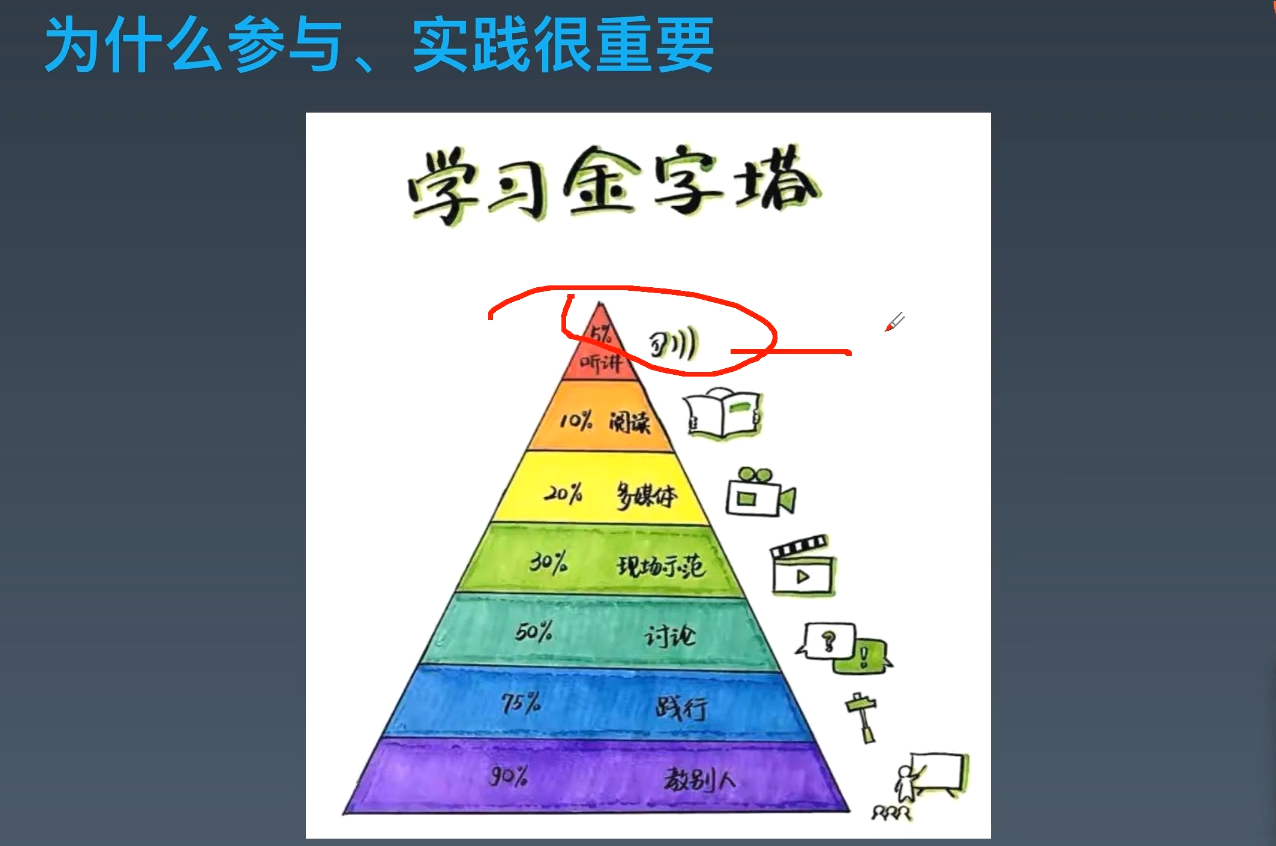 为什么参与、实践很重要
学习金字塔
5%
听讲
10% 阅读
20% 多媒体
30% 现场示范
50% 讨论
?
!
75% 践行
90% 教别人